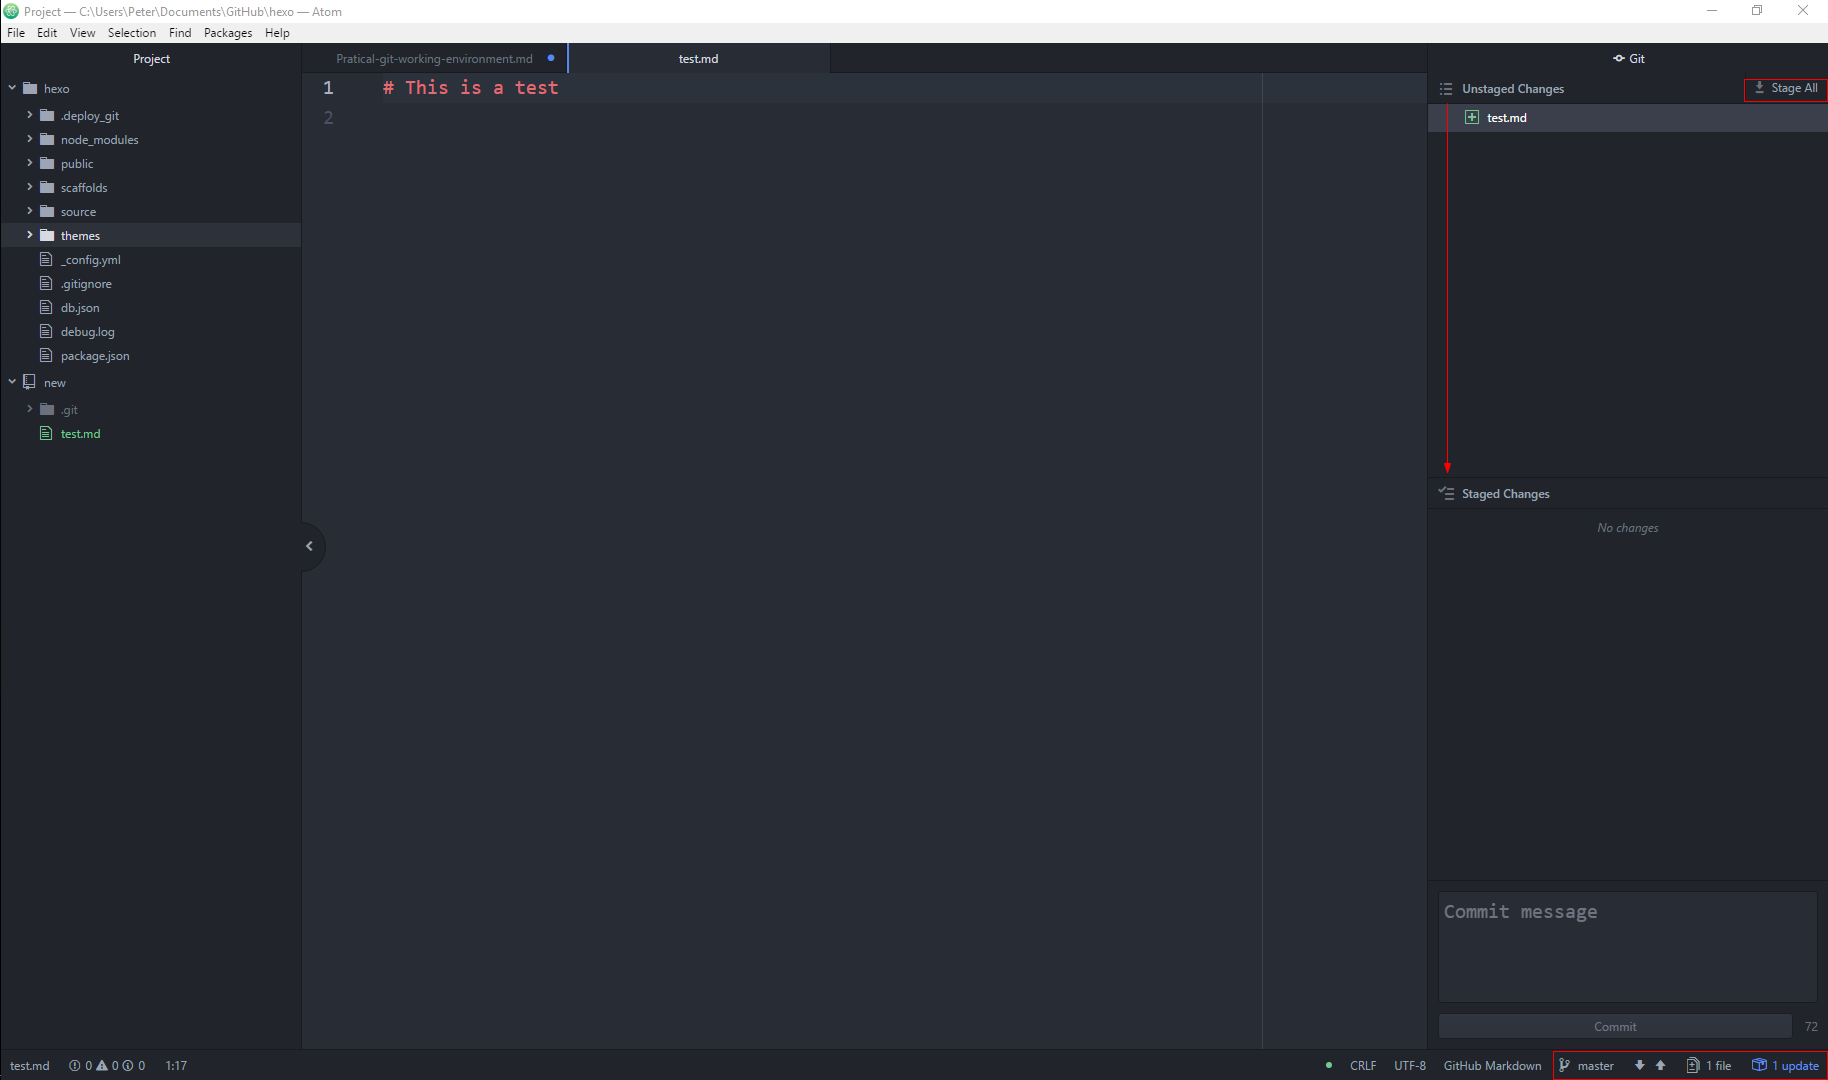 Project — C:\Users\Peter\Documents\GitHub\hexo — Atom
File Edit View Selection Find Packages Help
Project
hexo
.deploy_git
node_modules
public
scaffolds
source
themes
_config.yml
.gitignore
db.json
debug.log
package.json
new
.git
test.md
Pratical-git-working-environment.md
test.md
1 # This is a test
2
Git
Unstaged Changes
Stage All
test.md
Staged Changes
No changes
Commit message
Commit 72
test.md 0 0 0 1:17
CRLF UTF-8 GitHub Markdown master 1 file 1 update